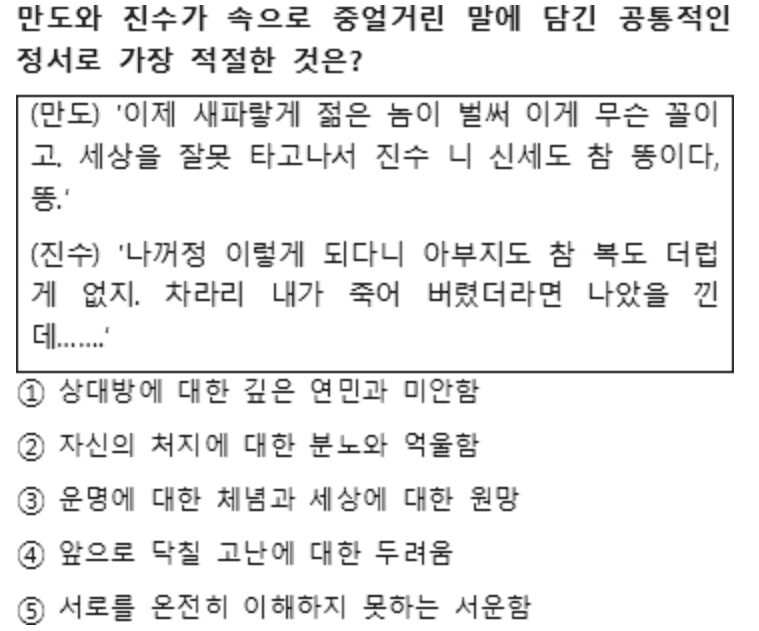 만도와 진수가 속으로 중얼거린 말에 담긴 공통적인
정서로 가장 적절한 것은?
(만도) '이제 새파랗게 젊은 놈이 벌써 이게 무슨 꼴이
고. 세상을 잘못 타고나서 진수 니 신세도 참 똥이다,
똥.'
(진수) '나꺼정 이렇게 되다니 아부지도 참 복도 더럽
게 없지. 차라리 내가 죽어 버렸더라면 나았을 낀
데…….'
① 상대방에 대한 깊은 연민과 미안함
② 자신의 처지에 대한 분노와 억울함
③ 운명에 대한 체념과 세상에 대한 원망
④ 앞으로 닥칠 고난에 대한 두려움
⑤ 서로를 온전히 이해하지 못하는 서운함